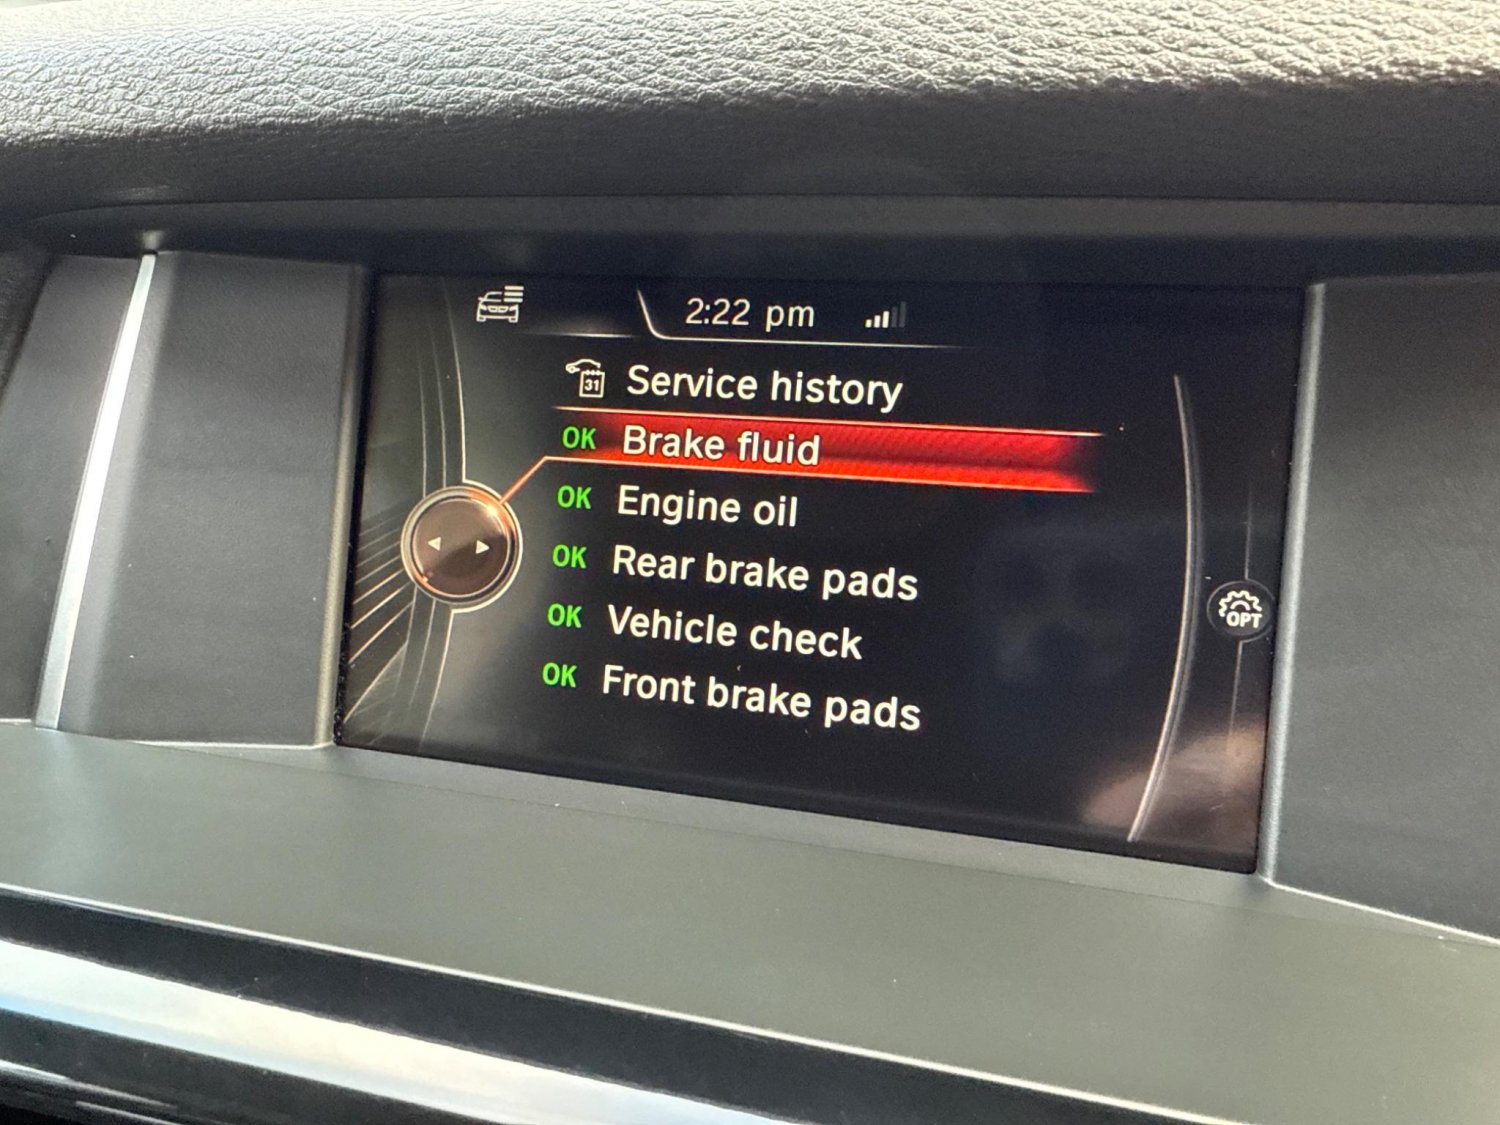 2:22 pm
31 Service history
OK Brake fluid
OK Engine oil
OK Rear brake pads
OK Vehicle check
OK Front brake pads
OPT